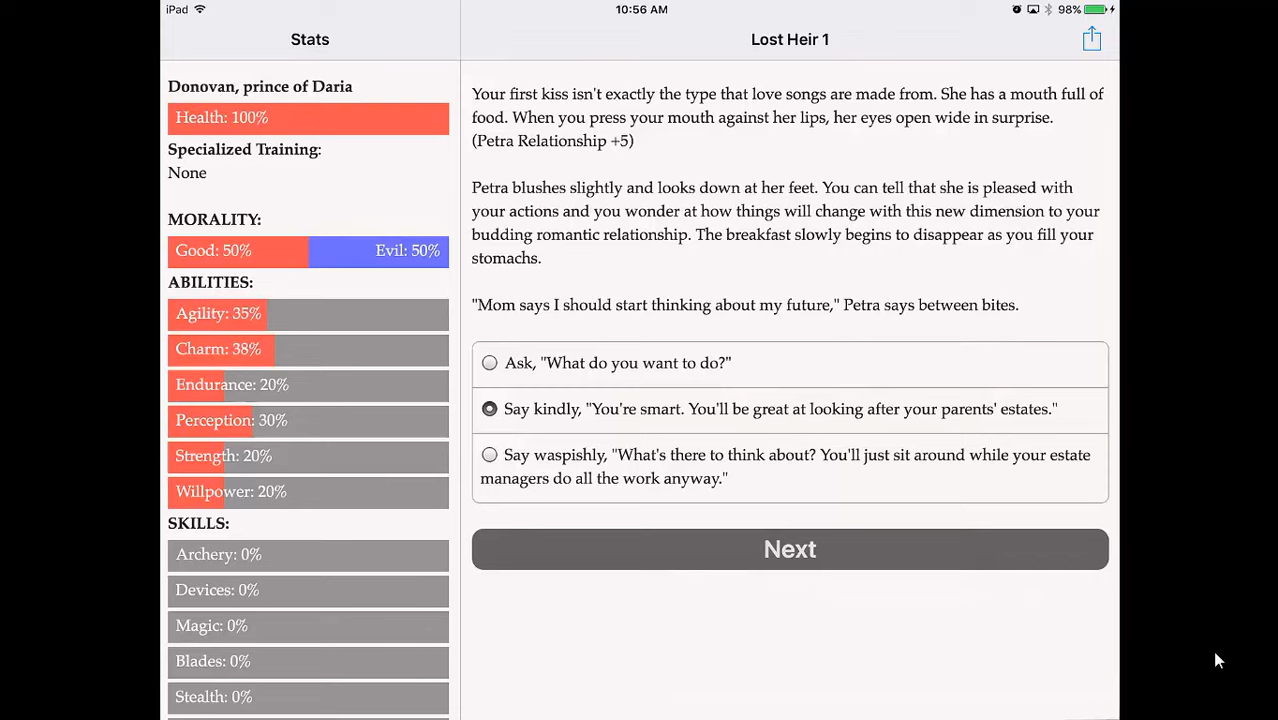 iPad 10:56 AM 98%
Stats Lost Heir 1
Donovan, prince of Daria
Health: 100%
Specialized Training:
None
MORALITY:
Good: 50% Evil: 50%
ABILITIES:
Agility: 35%
Charm: 38%
Endurance: 20%
Perception: 30%
Strength: 20%
Willpower: 20%
SKILLS:
Archery: 0%
Devices: 0%
Magic: 0%
Blades: 0%
Stealth: 0%
Your first kiss isn't exactly the type that love songs are made from. She has a mouth full of
food. When you press your mouth against her lips, her eyes open wide in surprise.
(Petra Relationship +5)
Petra blushes slightly and looks down at her feet. You can tell that she is pleased with
your actions and you wonder at how things will change with this new dimension to your
budding romantic relationship. The breakfast slowly begins to disappear as you fill your
stomachs.
"Mom says I should start thinking about my future," Petra says between bites.
Ask, "What do you want to do?"
Say kindly, "You're smart. You'll be great at looking after your parents' estates."
Say waspishly, "What's there to think about? You'll just sit around while your estate
managers do all the work anyway."
Next